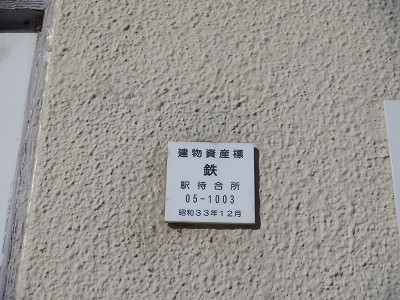 建物資産標
鉄
駅待合所
05-1003
昭和33年12月